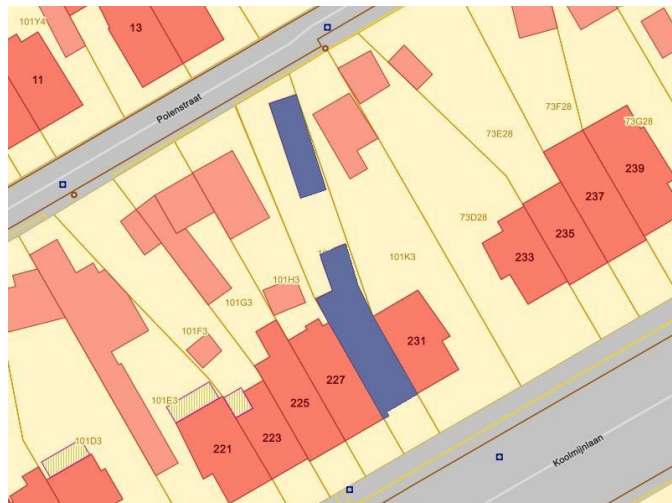 101Y4
13
11
Polenstraat
73F28
73G28
73E28
239
237
73D28
235
233
101K3
101H3
101G3
231
101F3
227
225
101E3
223
221
101D3
Koolmijnlaan